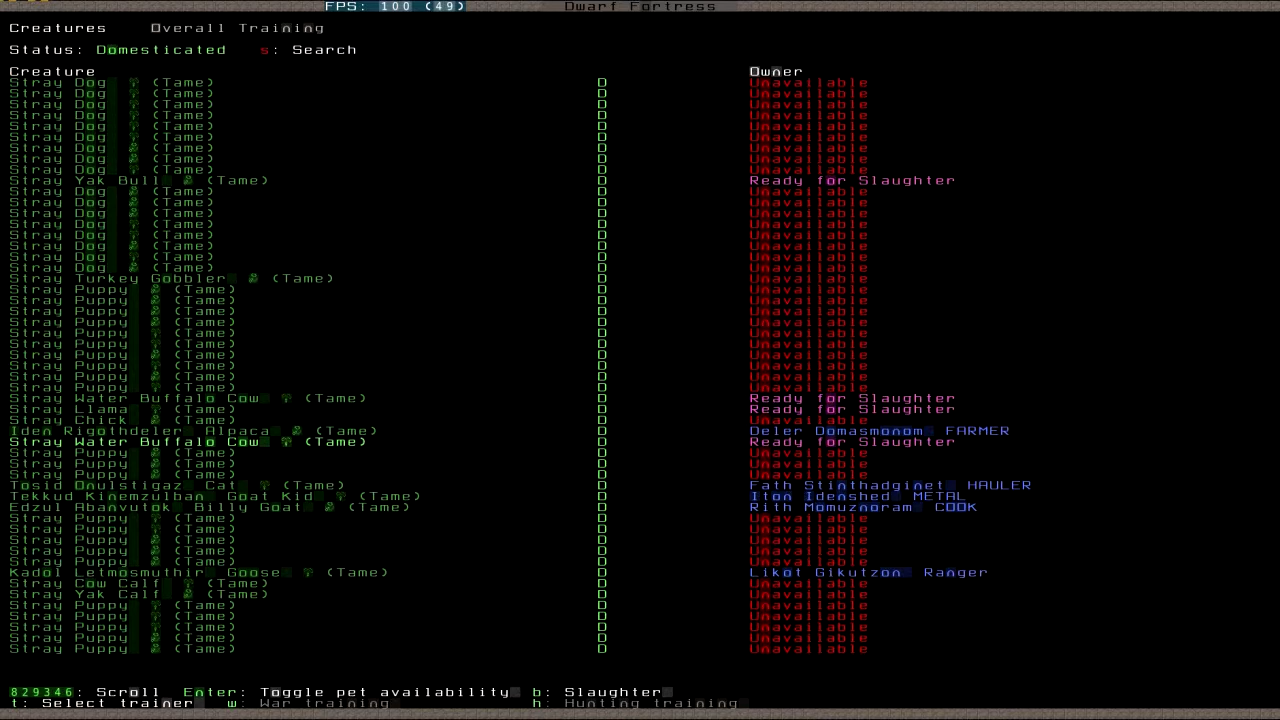 FPS: 100 (49) Dwarf Fortress
Creatures Overall Training
Status: Domesticated s: Search
Creature Owner
Stray Dog ♀ (Tame) D Unavailable
Stray Dog ♀ (Tame) D Unavailable
Stray Dog ♀ (Tame) D Unavailable
Stray Dog ♀ (Tame) D Unavailable
Stray Dog ♀ (Tame) D Unavailable
Stray Dog ♀ (Tame) D Unavailable
Stray Dog ♂ (Tame) D Unavailable
Stray Dog ♂ (Tame) D Unavailable
Stray Dog ♀ (Tame) D Unavailable
Stray Yak Bull ♂ (Tame) D Ready for Slaughter
Stray Dog ♂ (Tame) D Unavailable
Stray Dog ♂ (Tame) D Unavailable
Stray Dog ♂ (Tame) D Unavailable
Stray Dog ♀ (Tame) D Unavailable
Stray Dog ♀ (Tame) D Unavailable
Stray Dog ♂ (Tame) D Unavailable
Stray Dog ♀ (Tame) D Unavailable
Stray Dog ♂ (Tame) D Unavailable
Stray Turkey Gobbler ♂ (Tame) D Unavailable
Stray Puppy ♂ (Tame) D Unavailable
Stray Puppy ♂ (Tame) D Unavailable
Stray Puppy ♂ (Tame) D Unavailable
Stray Puppy ♂ (Tame) D Unavailable
Stray Puppy ♀ (Tame) D Unavailable
Stray Puppy ♀ (Tame) D Unavailable
Stray Puppy ♂ (Tame) D Unavailable
Stray Puppy ♀ (Tame) D Unavailable
Stray Puppy ♂ (Tame) D Unavailable
Stray Puppy ♀ (Tame) D Unavailable
Stray Water Buffalo Cow ♀ (Tame) D Ready for Slaughter
Stray Llama ♀ (Tame) D Ready for Slaughter
Stray Chick ♂ (Tame) D Unavailable
Iden Rigothdeler Alpaca ♂ (Tame) D Deler Domasmonom FARMER
Stray Water Buffalo Cow ♀ (Tame) D Ready for Slaughter
Stray Puppy ♂ (Tame) D Unavailable
Stray Puppy ♀ (Tame) D Unavailable
Stray Puppy ♀ (Tame) D Unavailable
Tosid Onulstigaz Cat ♀ (Tame) D Fath Stinthadginet HAULER
Tekkud Kinemzulban Goat Kid ♀ (Tame) D Iton Idenshed METAL
Edzul Abanvutok Billy Goat ♂ (Tame) D Rith Momuznoram COOK
Stray Puppy ♀ (Tame) D Unavailable
Stray Puppy ♀ (Tame) D Unavailable
Stray Puppy ♂ (Tame) D Unavailable
Stray Puppy ♀ (Tame) D Unavailable
Stray Puppy ♂ (Tame) D Unavailable
Kadol Letmosmuthir Goose ♀ (Tame) D Likot Gikutzon Ranger
Stray Cow Calf ♀ (Tame) D Unavailable
Stray Yak Calf ♀ (Tame) D Unavailable
Stray Puppy ♀ (Tame) D Unavailable
Stray Puppy ♂ (Tame) D Unavailable
Stray Puppy ♀ (Tame) D Unavailable
Stray Puppy ♂ (Tame) D Unavailable
Stray Puppy ♂ (Tame) D Unavailable
829346: Scroll Enter: Toggle pet availability b: Slaughter
t: Select trainer w: War training h: Hunting training